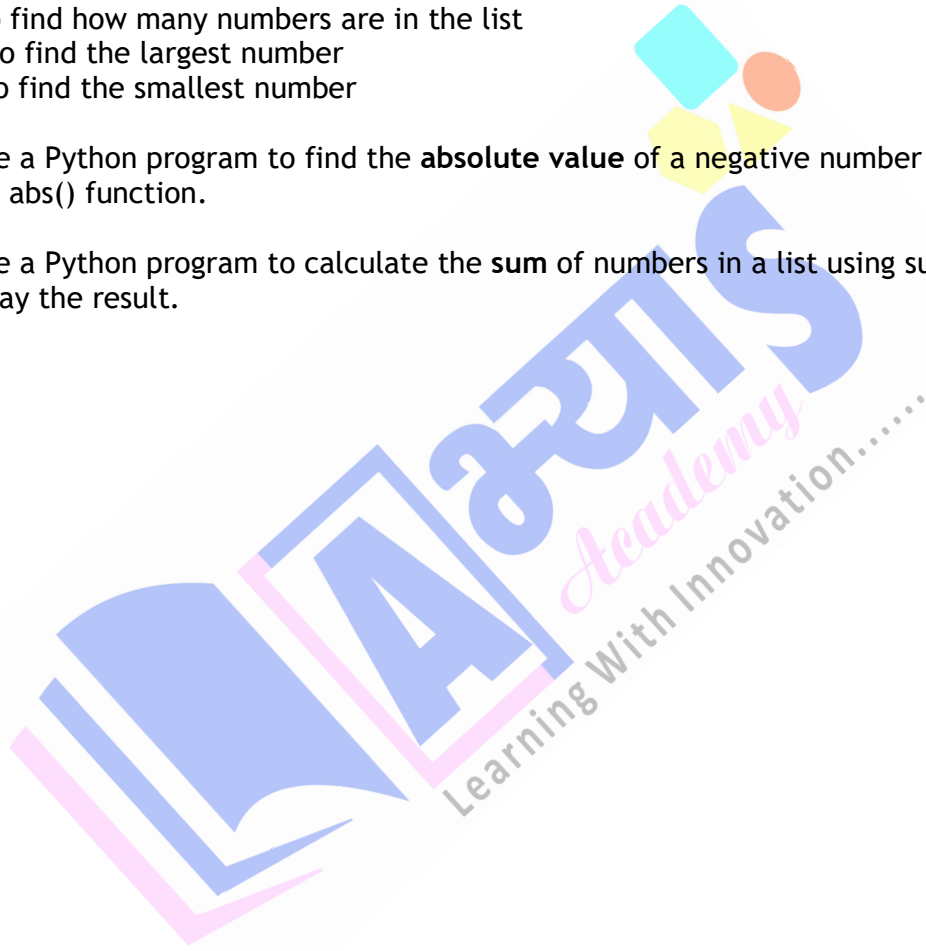 find how many numbers are in the list
o find the largest number
o find the smallest number
e a Python program to find the absolute value of a negative number
abs() function.
e a Python program to calculate the sum of numbers in a list using su
ay the result.
A भ्यास
Academy
Learning With Innovation......